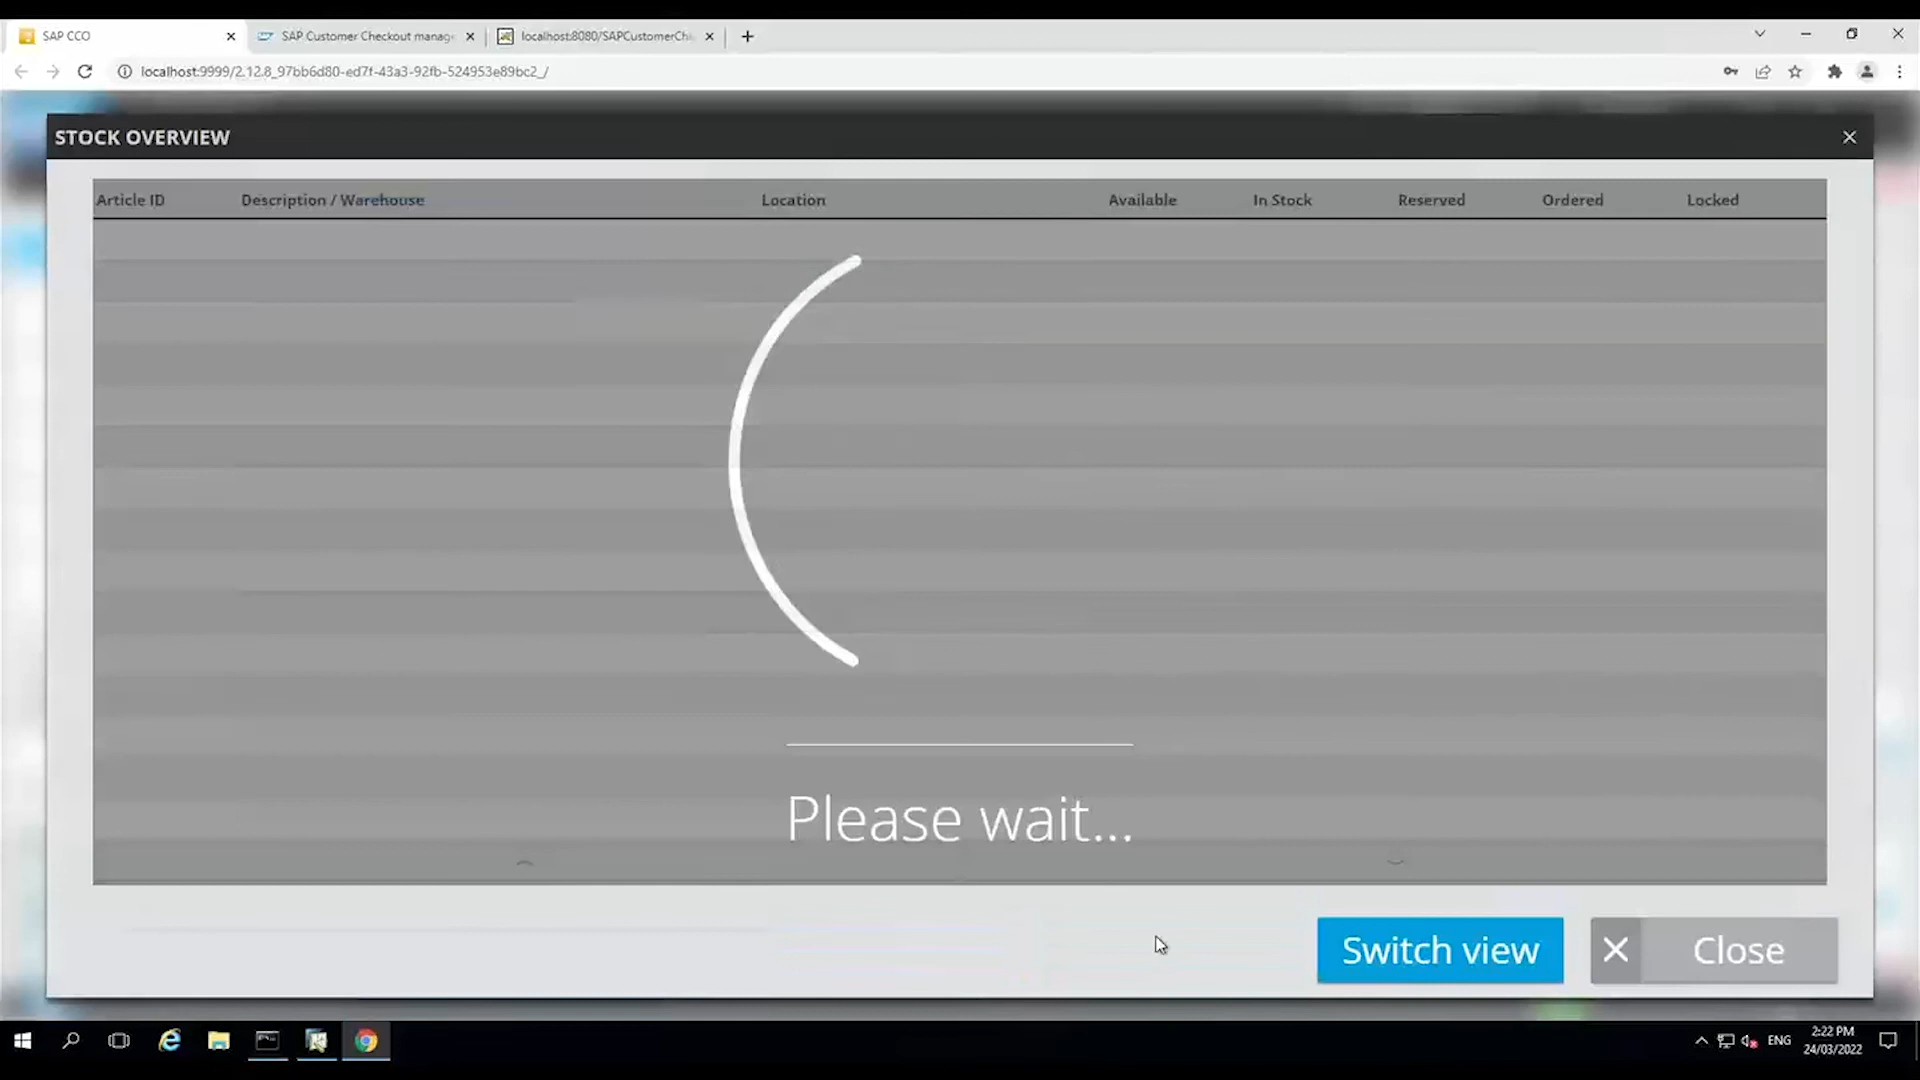 SAP CCO
SAP Customer Checkout manag
localhost:8080/SAPCustomerChe
localhost:9999/2.12.8_97bb6d80-ed7f-43a3-92fb-524953e89bc2_/
STOCK OVERVIEW
Article ID Description / Warehouse Location Available In Stock Reserved Ordered Locked
Please wait...
Switch view
Close
ENG
2:22 PM
24/03/2022